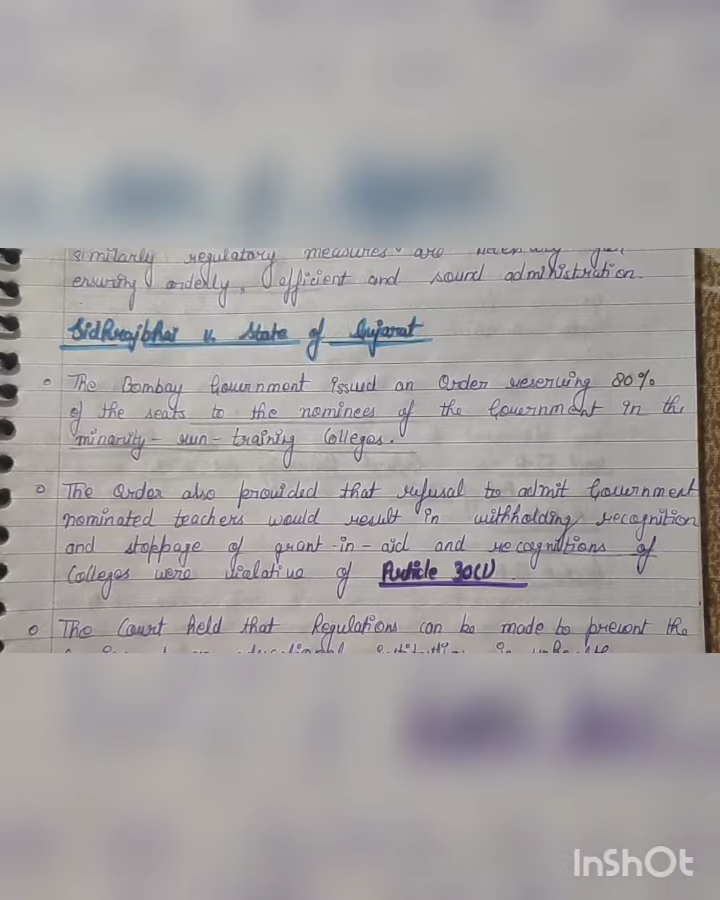 similarly regulatory measures are necessary for
ensuring orderly, efficient and sound administration.
Sidhrajbhai v. State of Gujarat
The Bombay Government issued an Order reserving 80%
of the seats to the nominees of the Government in the
minarity-run-training Colleges.
The Order also provided that refusal to admit Government
nominated teachers would result in withholding recognition
and stoppage of grant-in-aid and recognitions of
Colleges were violative of Article 30(1)
The Court held that Regulations can be made to prevent the
educational
InShOt